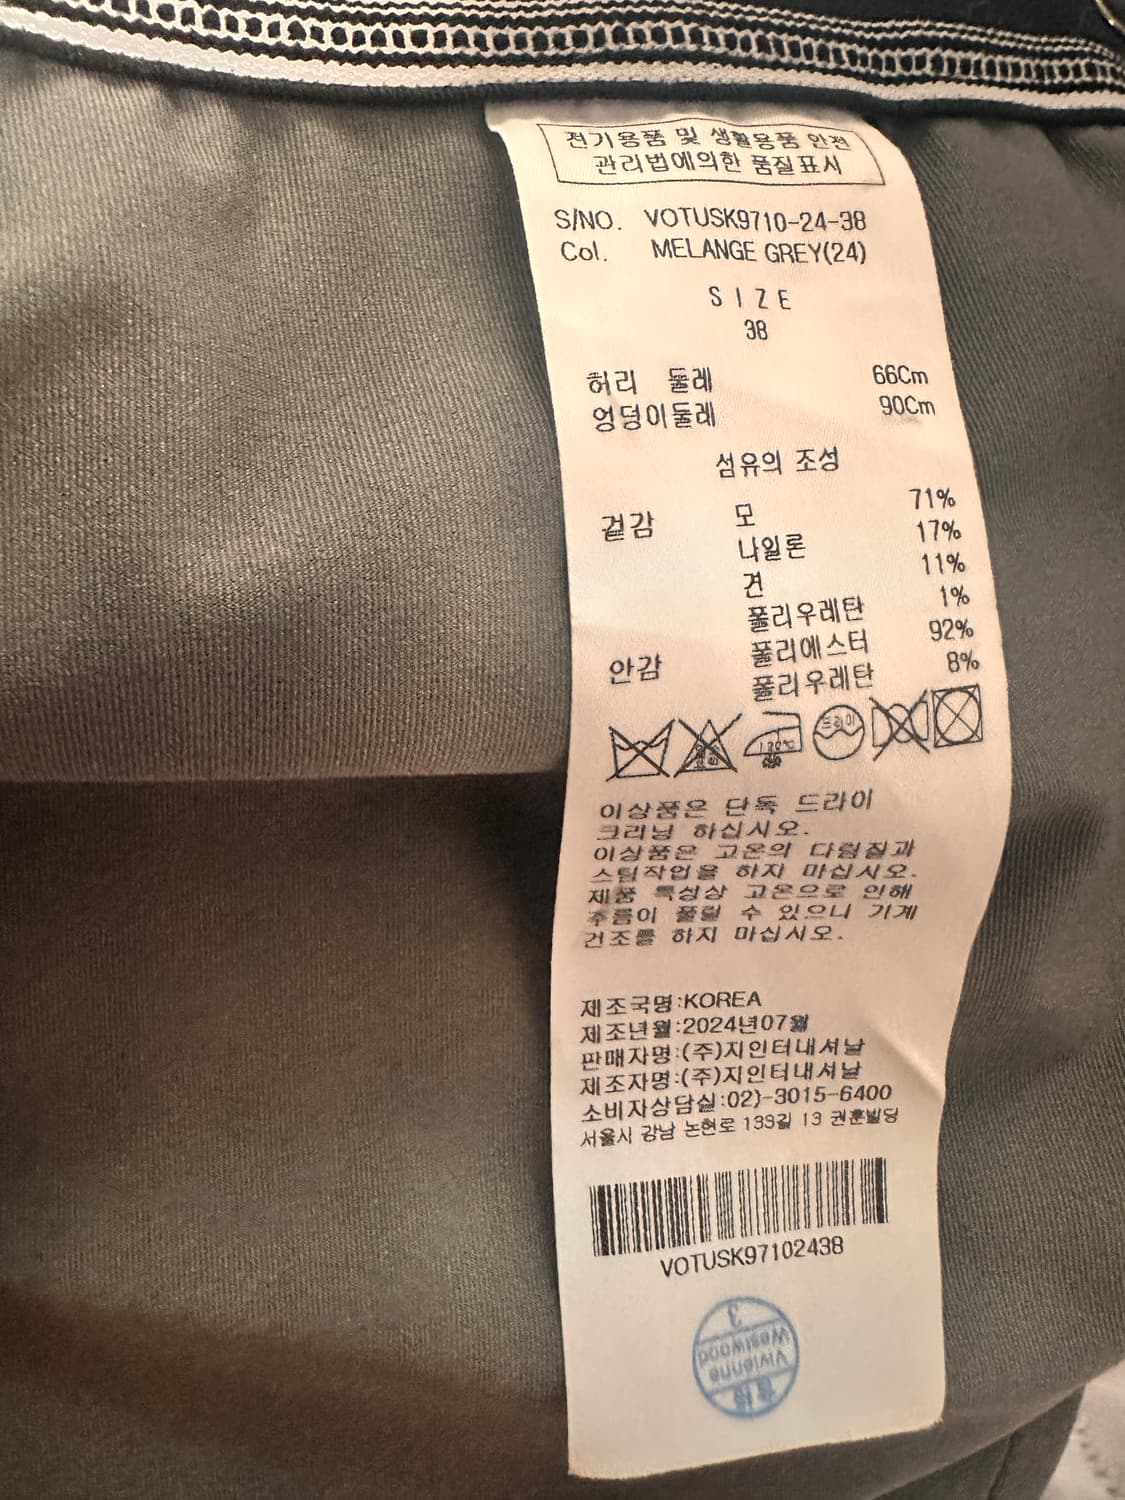 전기용품 및 생활용품 안전
관리법에의한 품질표시
S/NO. VOTUSK9710-24-38
Col. MELANGE GREY(24)
SIZE
38
허리 둘레 66Cm
엉덩이둘레 90Cm
섬유의 조성
겉감 모 71%
나일론 17%
견 11%
폴리우레탄 1%
안감 폴리에스터 92%
폴리우레탄 8%
120℃
드라이
이상품은 단독 드라이
크리닝 하십시오.
이상품은 고온의 다림질과
스팀작업을 하지 마십시오.
제품 특성상 고온으로 인해
주름이 풀릴 수 있으니 기계
건조를 하지 마십시오.
제조국명:KOREA
제조년월:2024년07월
판매자명:(주)지인터내셔날
제조자명:(주)지인터내셔날
소비자상담실:02)-3015-6400
서울시 강남 논현로 133길 13 권훈빌딩
VOTUSK97102438
合格
Vivienne
Westwood
3